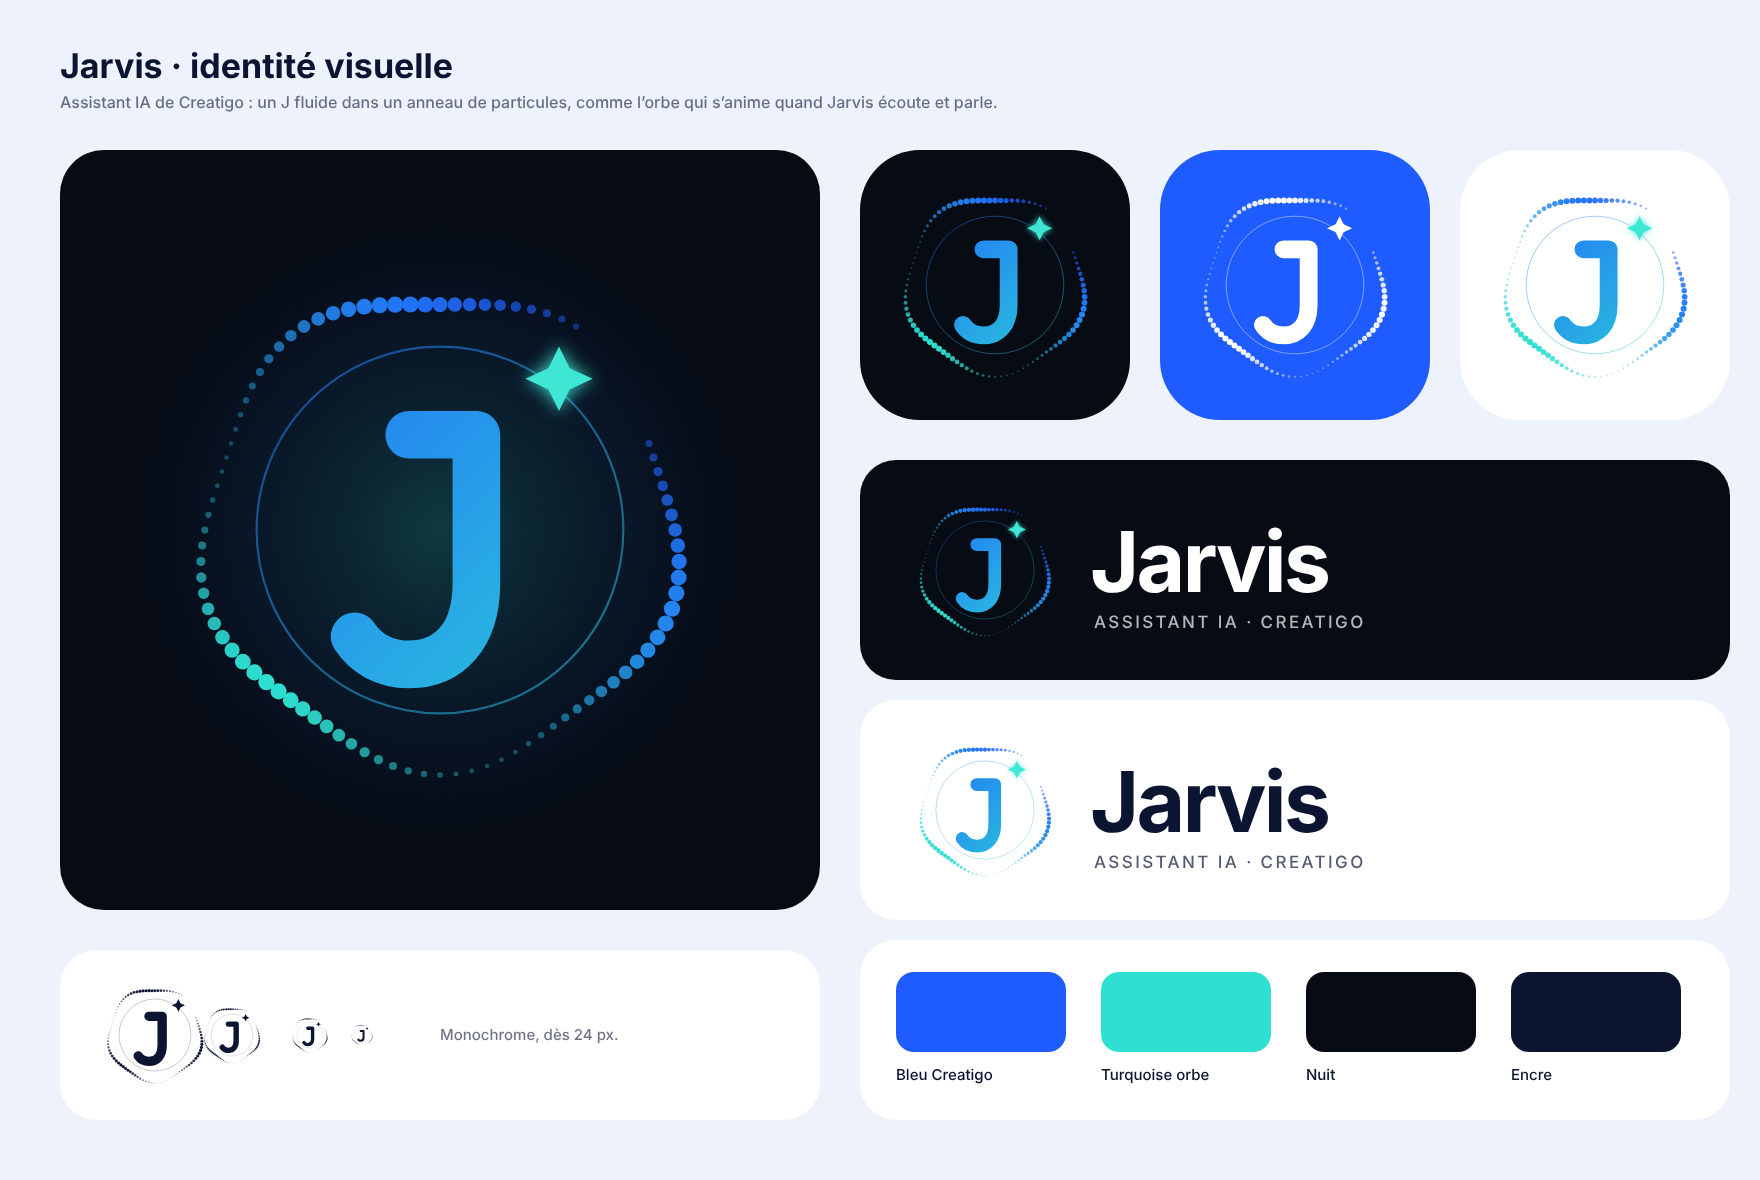 Jarvis · identité visuelle
Assistant IA de Creatigo : un J fluide dans un anneau de particules, comme l’orbe qui s’anime quand Jarvis écoute et parle.
J
J
J
J
J
Jarvis
ASSISTANT IA · CREATIGO
J
Jarvis
ASSISTANT IA · CREATIGO
J
J
J
J
Monochrome, dès 24 px.
Bleu Creatigo
Turquoise orbe
Nuit
Encre